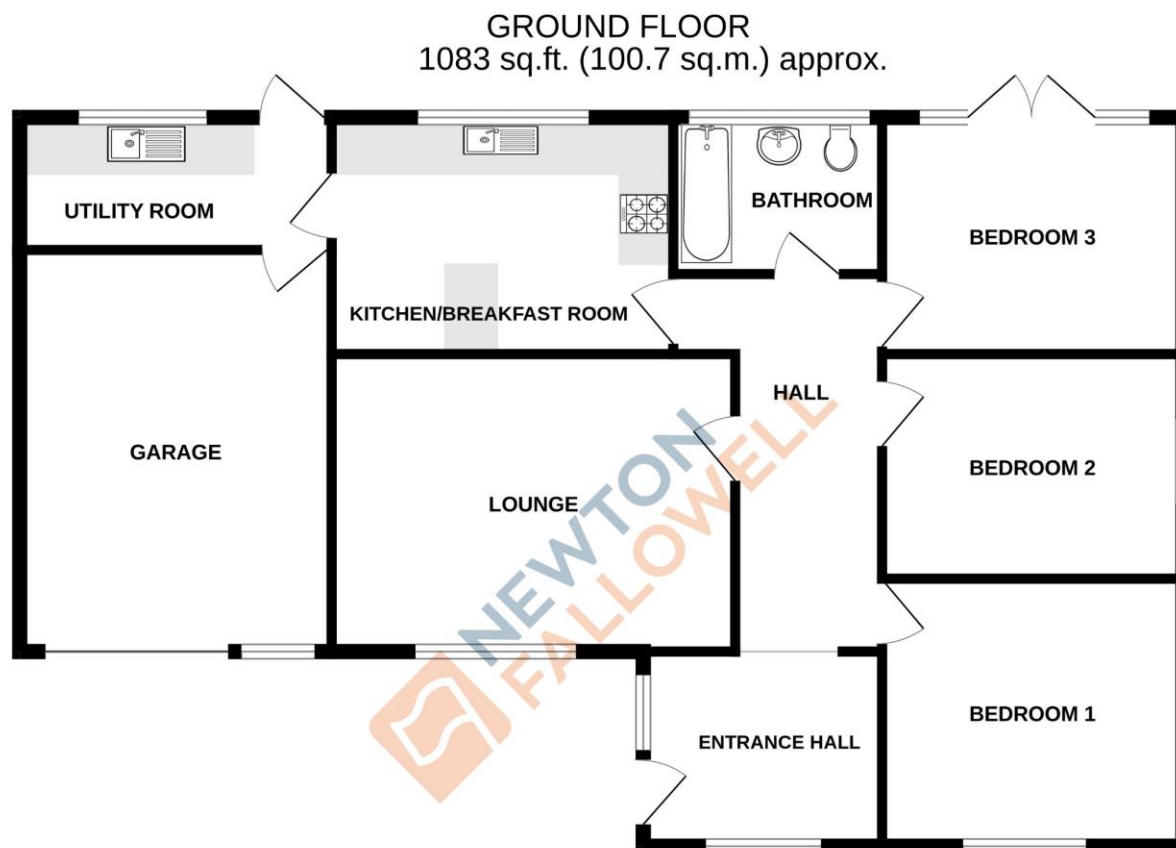 GROUND FLOOR
1083 sq.ft. (100.7 sq.m.) approx.
UTILITY ROOM
BATHROOM
BEDROOM 3
KITCHEN/BREAKFAST ROOM
HALL
GARAGE
BEDROOM 2
LOUNGE
NEWTON
FALLOWELL
BEDROOM 1
ENTRANCE HALL